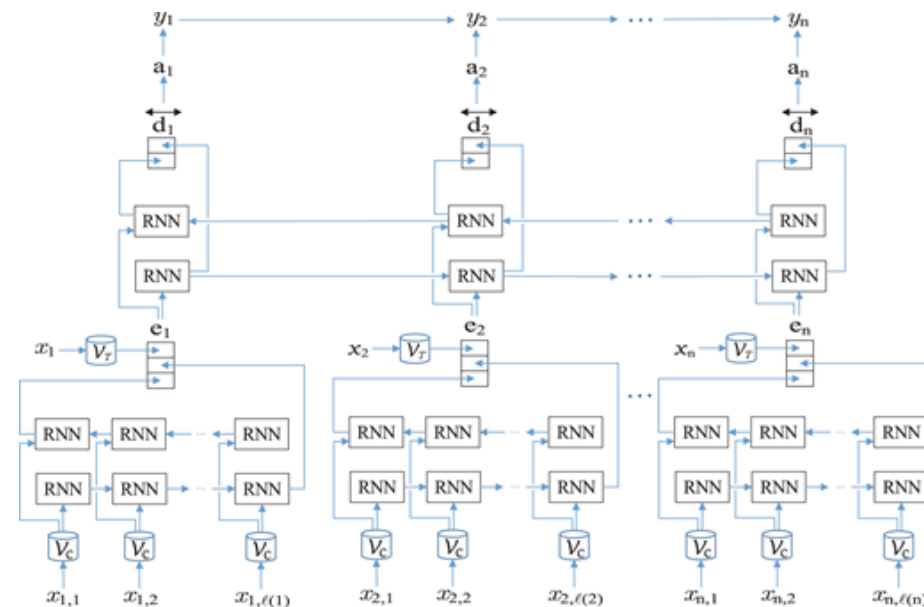 y1 y2 ... yn
a1 a2 an
d1 d2 dn
RNN RNN ... RNN
RNN RNN ... RNN
e1 e2 en
x1 VT x2 VT xn VT
...
RNN RNN ... RNN RNN RNN ... RNN RNN RNN ... RNN
RNN RNN ... RNN RNN RNN ... RNN RNN RNN ... RNN
VC VC VC VC VC VC VC VC VC
x1,1 x1,2 x1,ℓ(1) x2,1 x2,2 x2,ℓ(2) xn,1 xn,2 xn,ℓ(n)